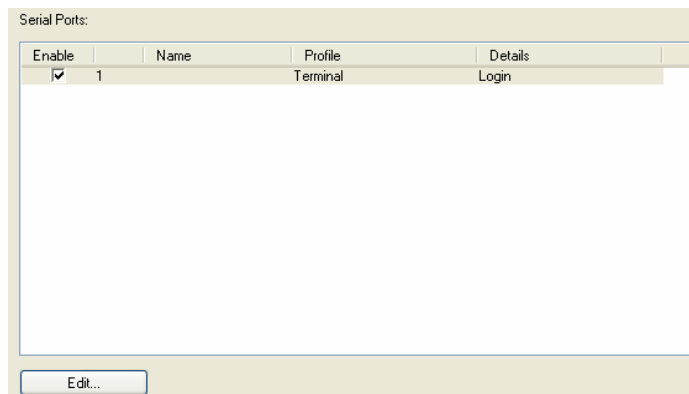 Serial Ports:
Enable Name Profile Details
1 Terminal Login
Edit...